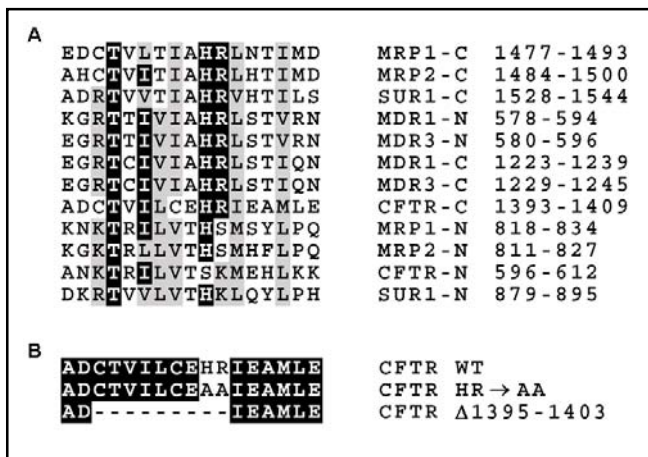 A
EDCTVLTIAHRLNTIMD MRP1-C 1477-1493
AHCTVITIAHRLHTIMD MRP2-C 1484-1500
ADRTVVTIAHRVHTILS SUR1-C 1528-1544
KGRTTIVIAHRLSTVRN MDR1-N 578-594
EGRTTIVIAHRLSTIRN MDR3-N 580-596
EGRTCIVIAHRLSTIQN MDR1-C 1223-1239
EGRTCIVIAHRLSTIQN MDR3-C 1229-1245
ADCTVILCEHRIEAMLE CFTR-C 1393-1409
KNKTRILVTHSMSYLPQ MRP1-N 818-834
KGKTRLLVTHSMHFLPQ MRP2-N 811-827
ANKTRILVTSKMEHLKK CFTR-N 596-612
DKRTVVLVTHKLQYLPH SUR1-N 879-895
B
ADCTVILCEHRIEAMLE CFTR WT
ADCTVILCEAAIEAMLE CFTR HR → AA
AD---------IEAMLE CFTR Δ1395-1403